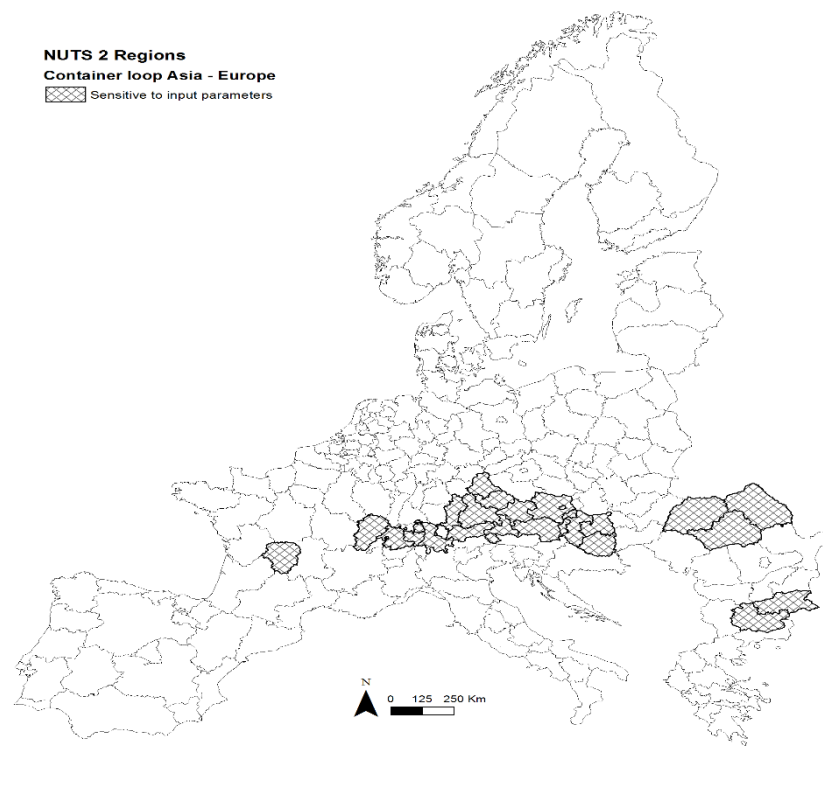 NUTS 2 Regions
Container loop Asia - Europe
Sensitive to input parameters
N
0 125 250 Km